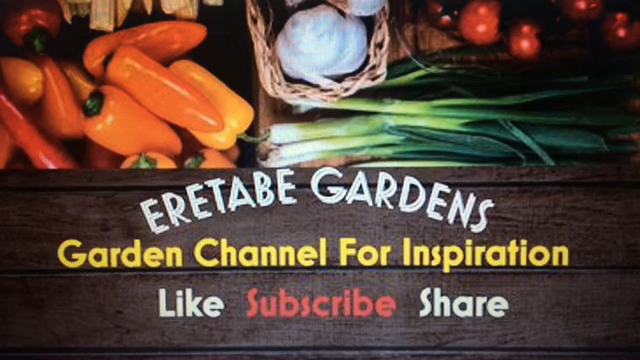 ERETABE GARDENS
Garden Channel For Inspiration
Like Subscribe Share